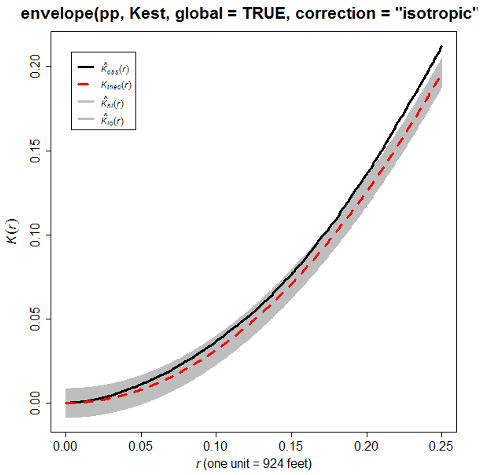 envelope(pp, Kest, global = TRUE, correction = "isotropic"
K̂obs(r)
Ktheo(r)
K̂hi(r)
K̂lo(r)
K(r)
0.20
0.15
0.10
0.05
0.00
0.00 0.05 0.10 0.15 0.20 0.25
r (one unit = 924 feet)